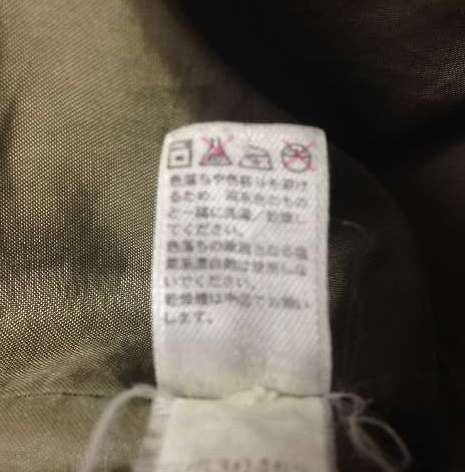 色落ちや色移りを避け
るため、同系色のもの
と一緒に洗濯/乾燥し
てください。
色落ちの原因となる塩
素系漂白剤は使用しな
いでください。
乾燥機は中温でお願い
します。